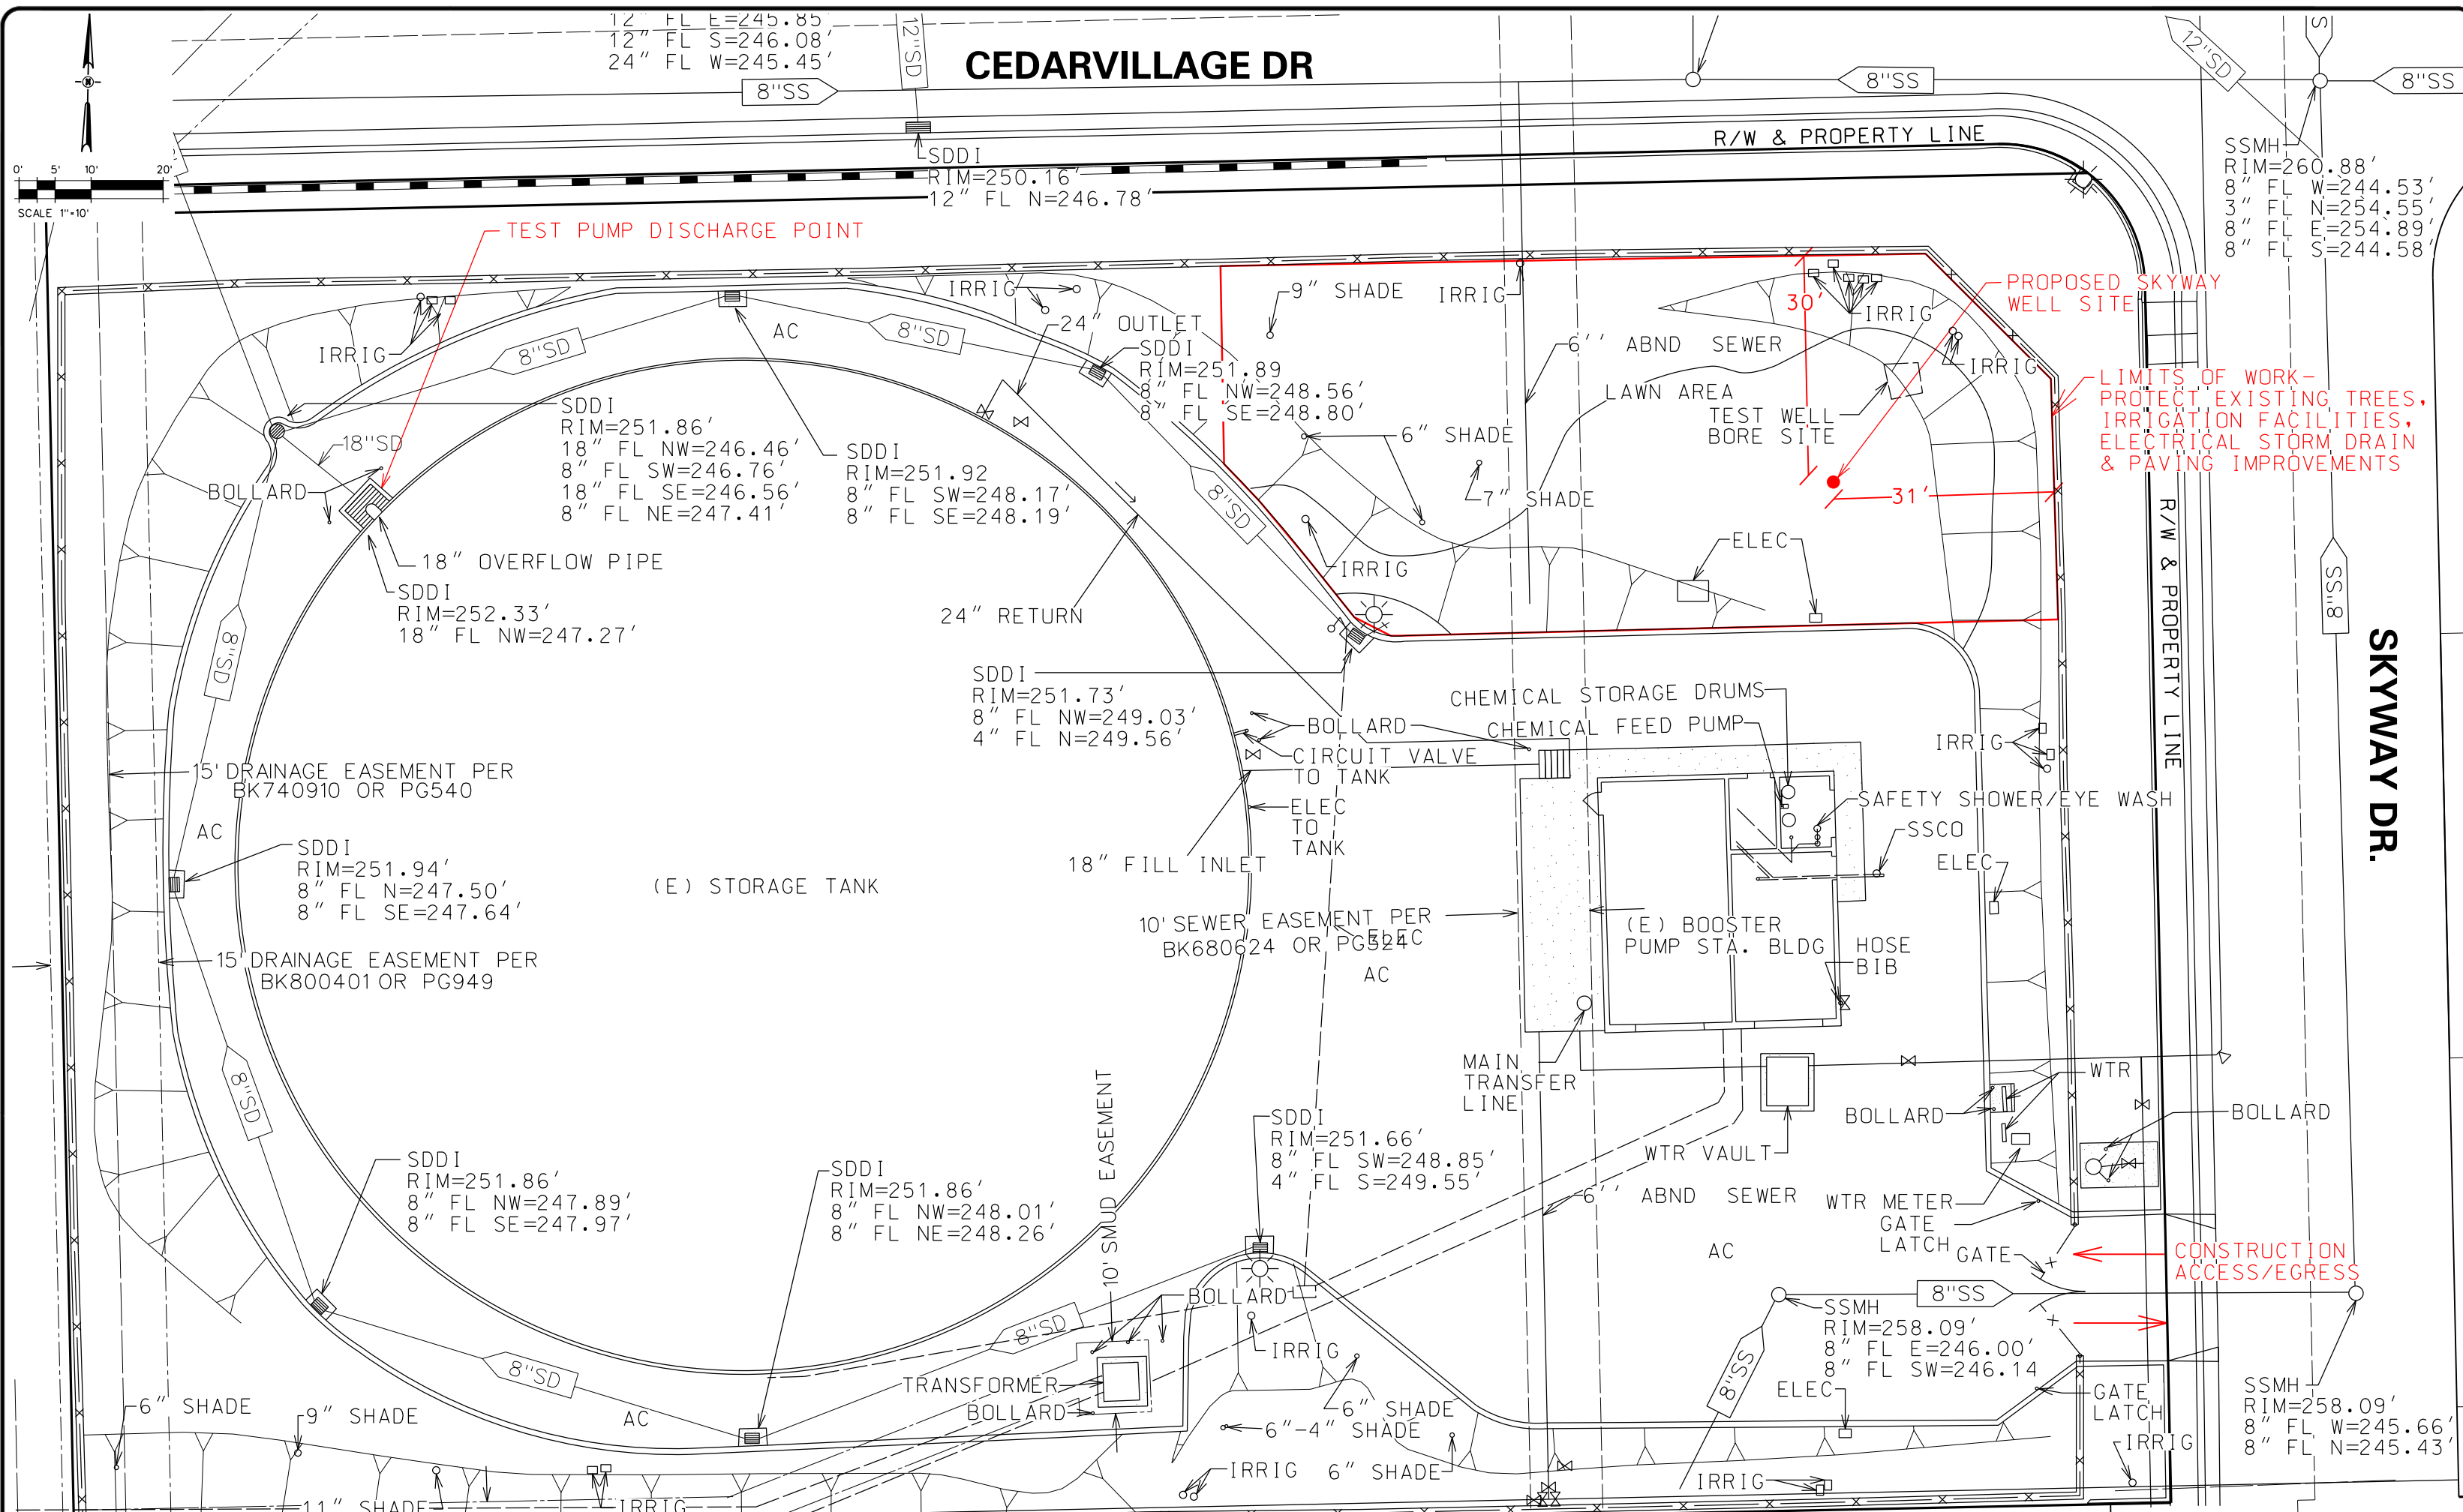 12" FL E=245.85'
12" FL S=246.08'
24" FL W=245.45'
12"SD
CEDARVILLAGE DR
8"SS
8"SS
8"SS
12"SD
S
N
0' 5' 10' 20'
SCALE 1"=10'
SDDI
RIM=250.16'
12" FL N=246.78'
R/W & PROPERTY LINE
SSMH
RIM=260.88'
8" FL W=244.53'
3" FL N=254.55'
8" FL E=254.89'
8" FL S=244.58'
TEST PUMP DISCHARGE POINT
IRRIG
9" SHADE
IRRIG
30'
IRRIG
PROPOSED SKYWAY
WELL SITE
IRRIG
8"SD
AC
8"SD
24" OUTLET
SDDI
RIM=251.89
8" FL NW=248.56'
8" FL SE=248.80'
6'' ABND SEWER
LAWN AREA
TEST WELL
BORE SITE
IRRIG
LIMITS OF WORK-
PROTECT EXISTING TREES,
IRRIGATION FACILITIES,
ELECTRICAL STORM DRAIN
& PAVING IMPROVEMENTS
SDDI
RIM=251.86'
18" FL NW=246.46'
8" FL SW=246.76'
18" FL SE=246.56'
8" FL NE=247.41'
18"SD
BOLLARD
SDDI
RIM=251.92
8" FL SW=248.17'
8" FL SE=248.19'
8"SD
6" SHADE
7" SHADE
31'
R/W & PROPERTY LINE
18" OVERFLOW PIPE
SDDI
RIM=252.33'
18" FL NW=247.27'
IRRIG
ELEC
24" RETURN
8"SS
SKYWAY DR.
8"SD
SDDI
RIM=251.73'
8" FL NW=249.03'
4" FL N=249.56'
CHEMICAL STORAGE DRUMS
BOLLARD
CHEMICAL FEED PUMP
IRRIG
CIRCUIT VALVE
TO TANK
15' DRAINAGE EASEMENT PER
BK740910 OR PG540
ELEC
TO
TANK
SAFETY SHOWER/EYE WASH
AC
SSCO
SDDI
RIM=251.94'
8" FL N=247.50'
8" FL SE=247.64'
(E) STORAGE TANK
18" FILL INLET
ELEC
10' SEWER EASEMENT PER
BK680624 OR PG324
ELEC
AC
(E) BOOSTER
PUMP STA. BLDG
HOSE
BIB
15' DRAINAGE EASEMENT PER
BK800401 OR PG949
8"SD
MAIN
TRANSFER
LINE
WTR
BOLLARD
BOLLARD
10' SMUD EASEMENT
SDDI
RIM=251.66'
8" FL SW=248.85'
4" FL S=249.55'
WTR VAULT
SDDI
RIM=251.86'
8" FL NW=247.89'
8" FL SE=247.97'
SDDI
RIM=251.86'
8" FL NW=248.01'
8" FL NE=248.26'
6'' ABND SEWER
WTR METER
GATE
LATCH
AC
GATE
CONSTRUCTION
ACCESS/EGRESS
BOLLARD
8"SS
SSMH
RIM=258.09'
8" FL E=246.00'
8" FL SW=246.14
8"SD
IRRIG
8"SS
8"SD
TRANSFORMER
BOLLARD
6" SHADE
9" SHADE
AC
6" SHADE
6"-4" SHADE
ELEC
GATE
LATCH
SSMH
RIM=258.09'
8" FL W=245.66'
8" FL N=245.43'
IRRIG
IRRIG
6" SHADE
IRRIG
11" SHADE
IRRIG